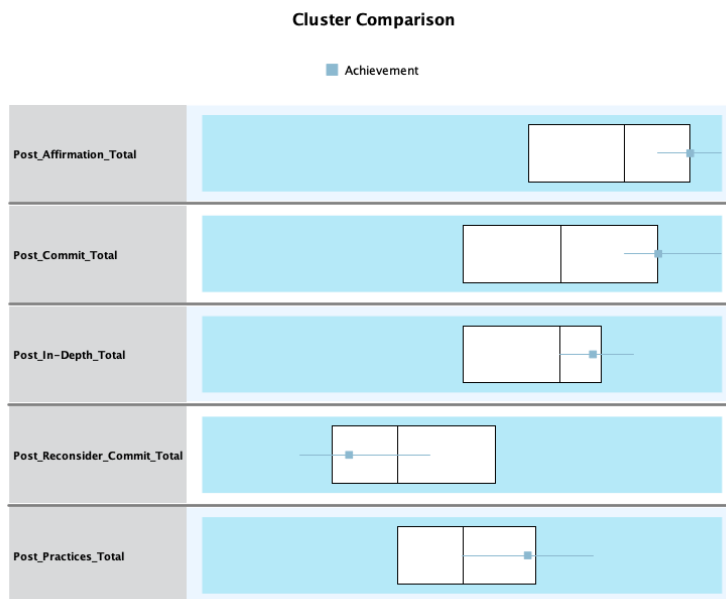 Cluster Comparison
Achievement
Post_Affirmation_Total
Post_Commit_Total
Post_In-Depth_Total
Post_Reconsider_Commit_Total
Post_Practices_Total